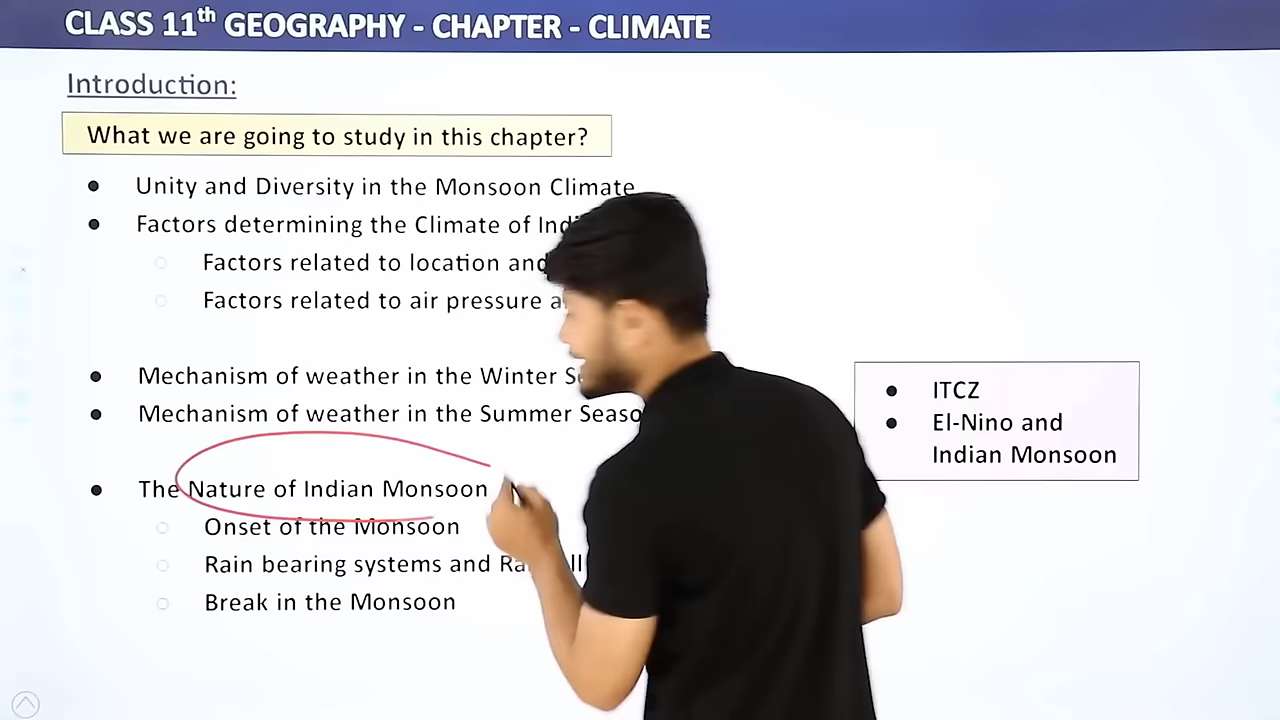 CLASS 11th GEOGRAPHY - CHAPTER - CLIMATE
Introduction:
What we are going to study in this chapter?
● Unity and Diversity in the Monsoon Climate
● Factors determining the Climate of
○ Factors related to location and
○ Factors related to air pressure
● Mechanism of weather in the Winter
● Mechanism of weather in the Summer
● ITCZ
● El-Nino and
Indian Monsoon
● The Nature of Indian Monsoon
○ Onset of the Monsoon
○ Rain bearing systems and
○ Break in the Monsoon